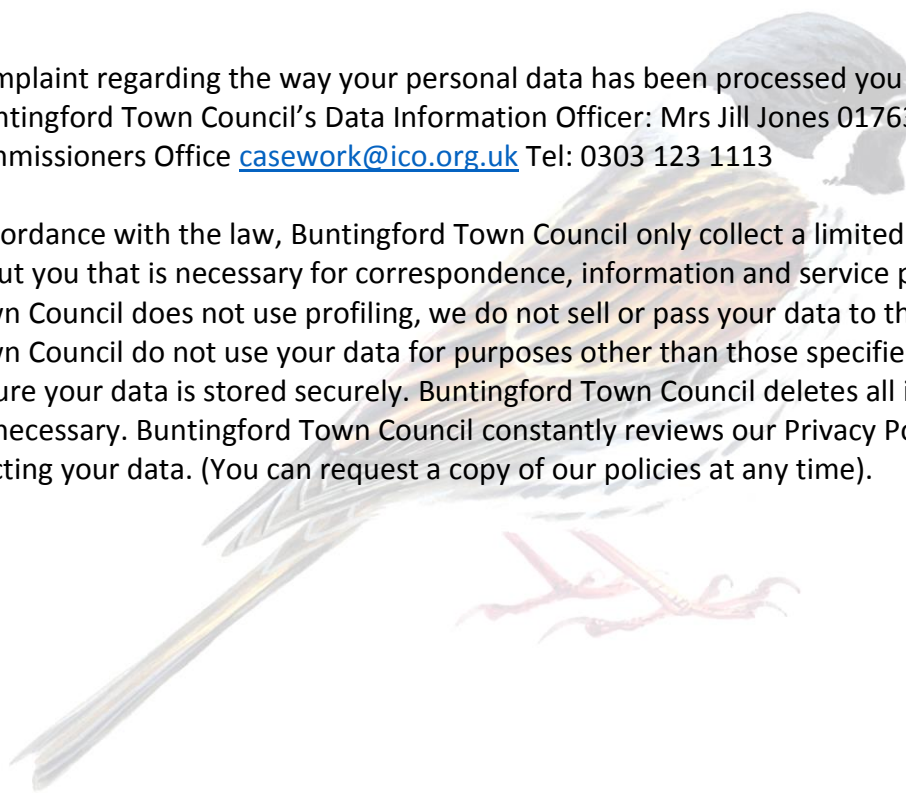 mplaint regarding the way your personal data has been processed you
ntingford Town Council's Data Information Officer: Mrs Jill Jones 01763
mmissioners Office casework@ico.org.uk Tel: 0303 123 1113
ordance with the law, Buntingford Town Council only collect a limited
ut you that is necessary for correspondence, information and service p
wn Council does not use profiling, we do not sell or pass your data to th
wn Council do not use your data for purposes other than those specifie
ure your data is stored securely. Buntingford Town Council deletes all i
necessary. Buntingford Town Council constantly reviews our Privacy Po
cting your data. (You can request a copy of our policies at any time).